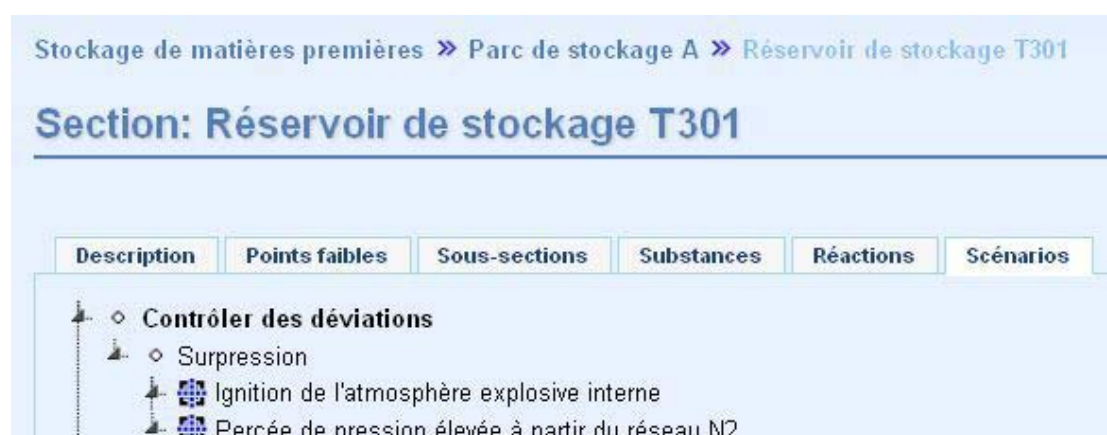 Stockage de matières premières » Parc de stockage A » Réservoir de stockage T301
Section: Réservoir de stockage T301
Description Points faibles Sous-sections Substances Réactions Scénarios
Contrôler des déviations
Surpression
Ignition de l'atmosphère explosive interne
Percée de pression élevée à partir du réseau N2